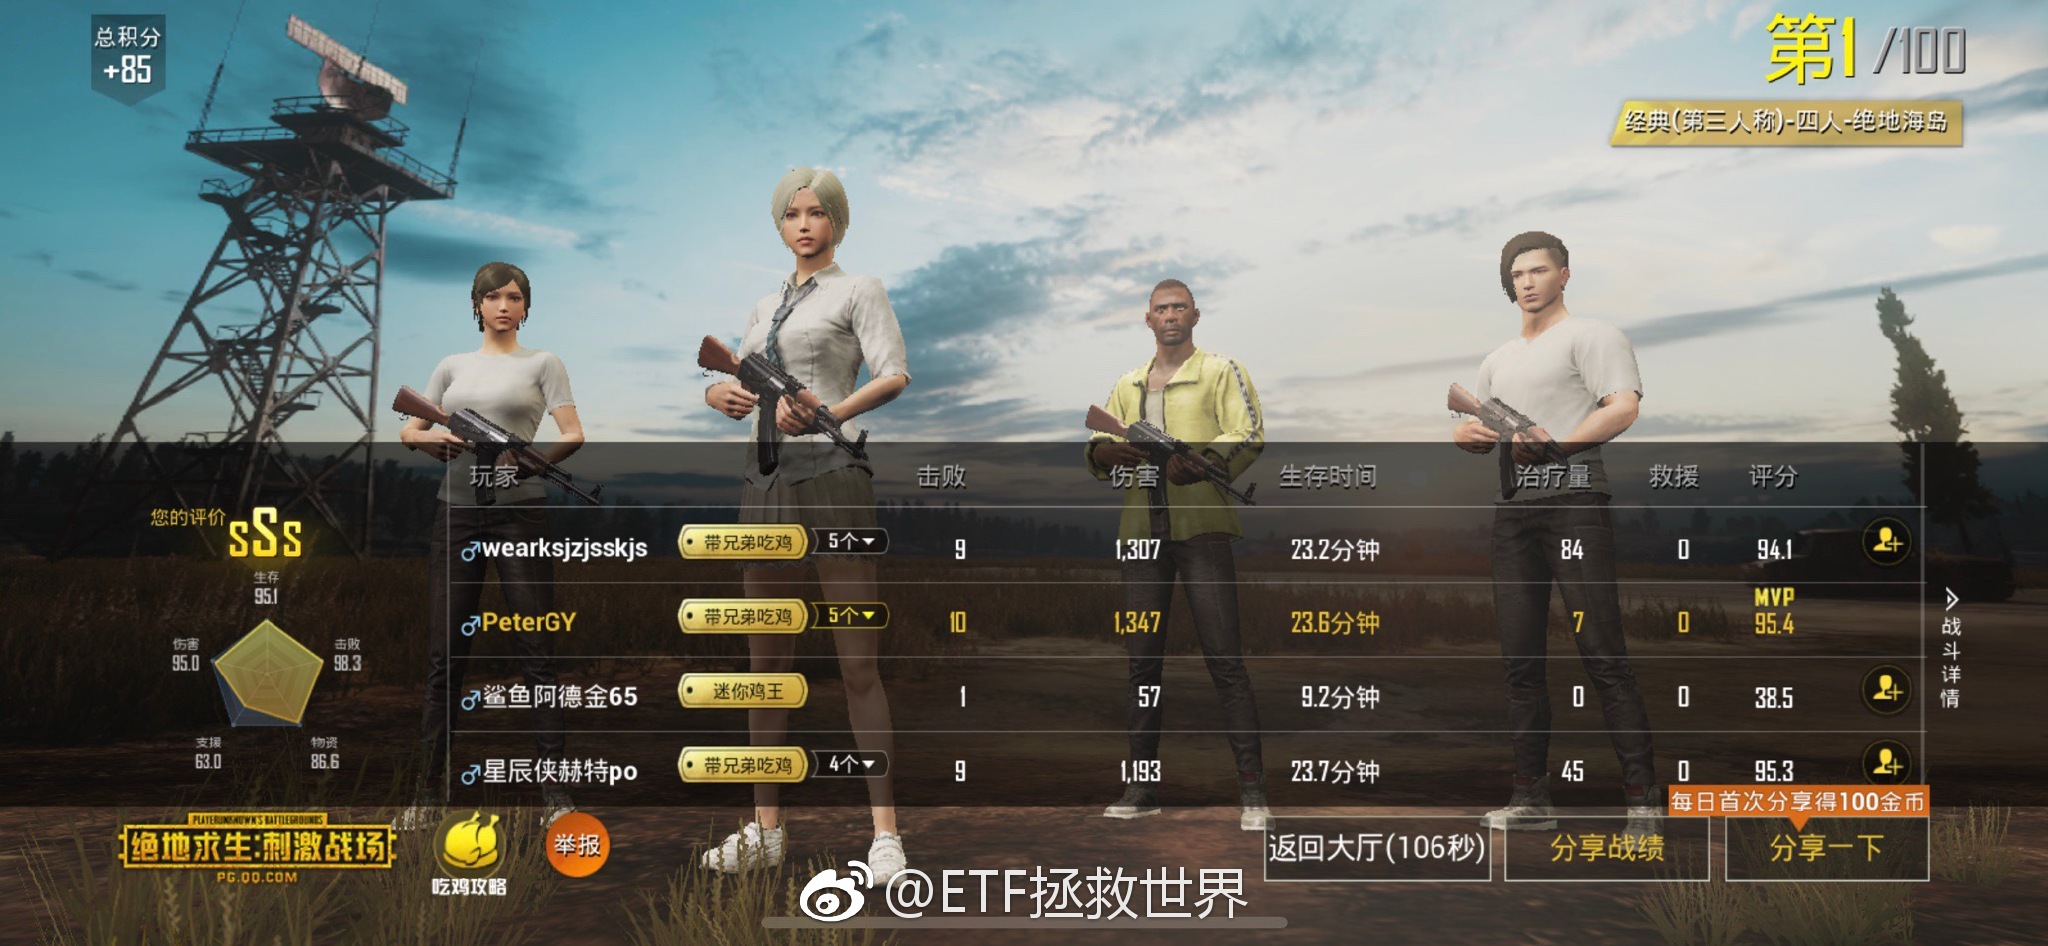 总积分
+85
第1/100
经典(第三人称)-四人-绝地海岛
您的评价 sSs
生存
95.1
伤害
95.0
击败
98.3
支援
63.0
物资
86.6
玩家 击败 伤害 生存时间 治疗量 救援 评分
♂wearksjzjsskjs 带兄弟吃鸡 5个 9 1,307 23.2分钟 84 0 94.1
MVP
♂PeterGY 带兄弟吃鸡 5个 10 1,347 23.6分钟 7 0 95.4
♂鲨鱼阿德金65 迷你鸡王 1 57 9.2分钟 0 0 38.5
♂星辰侠赫特po 带兄弟吃鸡 4个 9 1,193 23.7分钟 45 0 95.3
战斗详情
每日首次分享得100金币
PLAYERUNKNOWN'S BATTLEGROUNDS
绝地求生:刺激战场
PG.QQ.COM
吃鸡攻略
举报
返回大厅(106秒)
分享战绩
分享一下
@ETF拯救世界